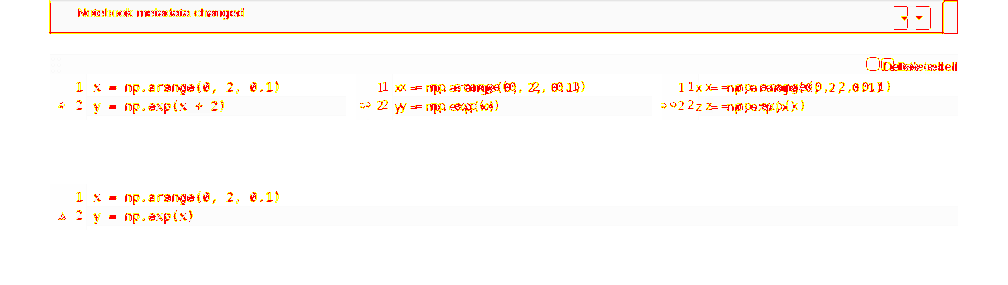 Notebook metadata changed
1 x = np.arange(0, 2, 0.1)
2 y = np.exp(x + 2)
1 x = np.arange(0, 2, 0.1)
2 y = np.exp(x)
1 x = np.arange(0, 2, 0.1)
2 z = np.exp(x)
1 x = np.arange(0, 2, 0.1)
2 y = np.exp(x)